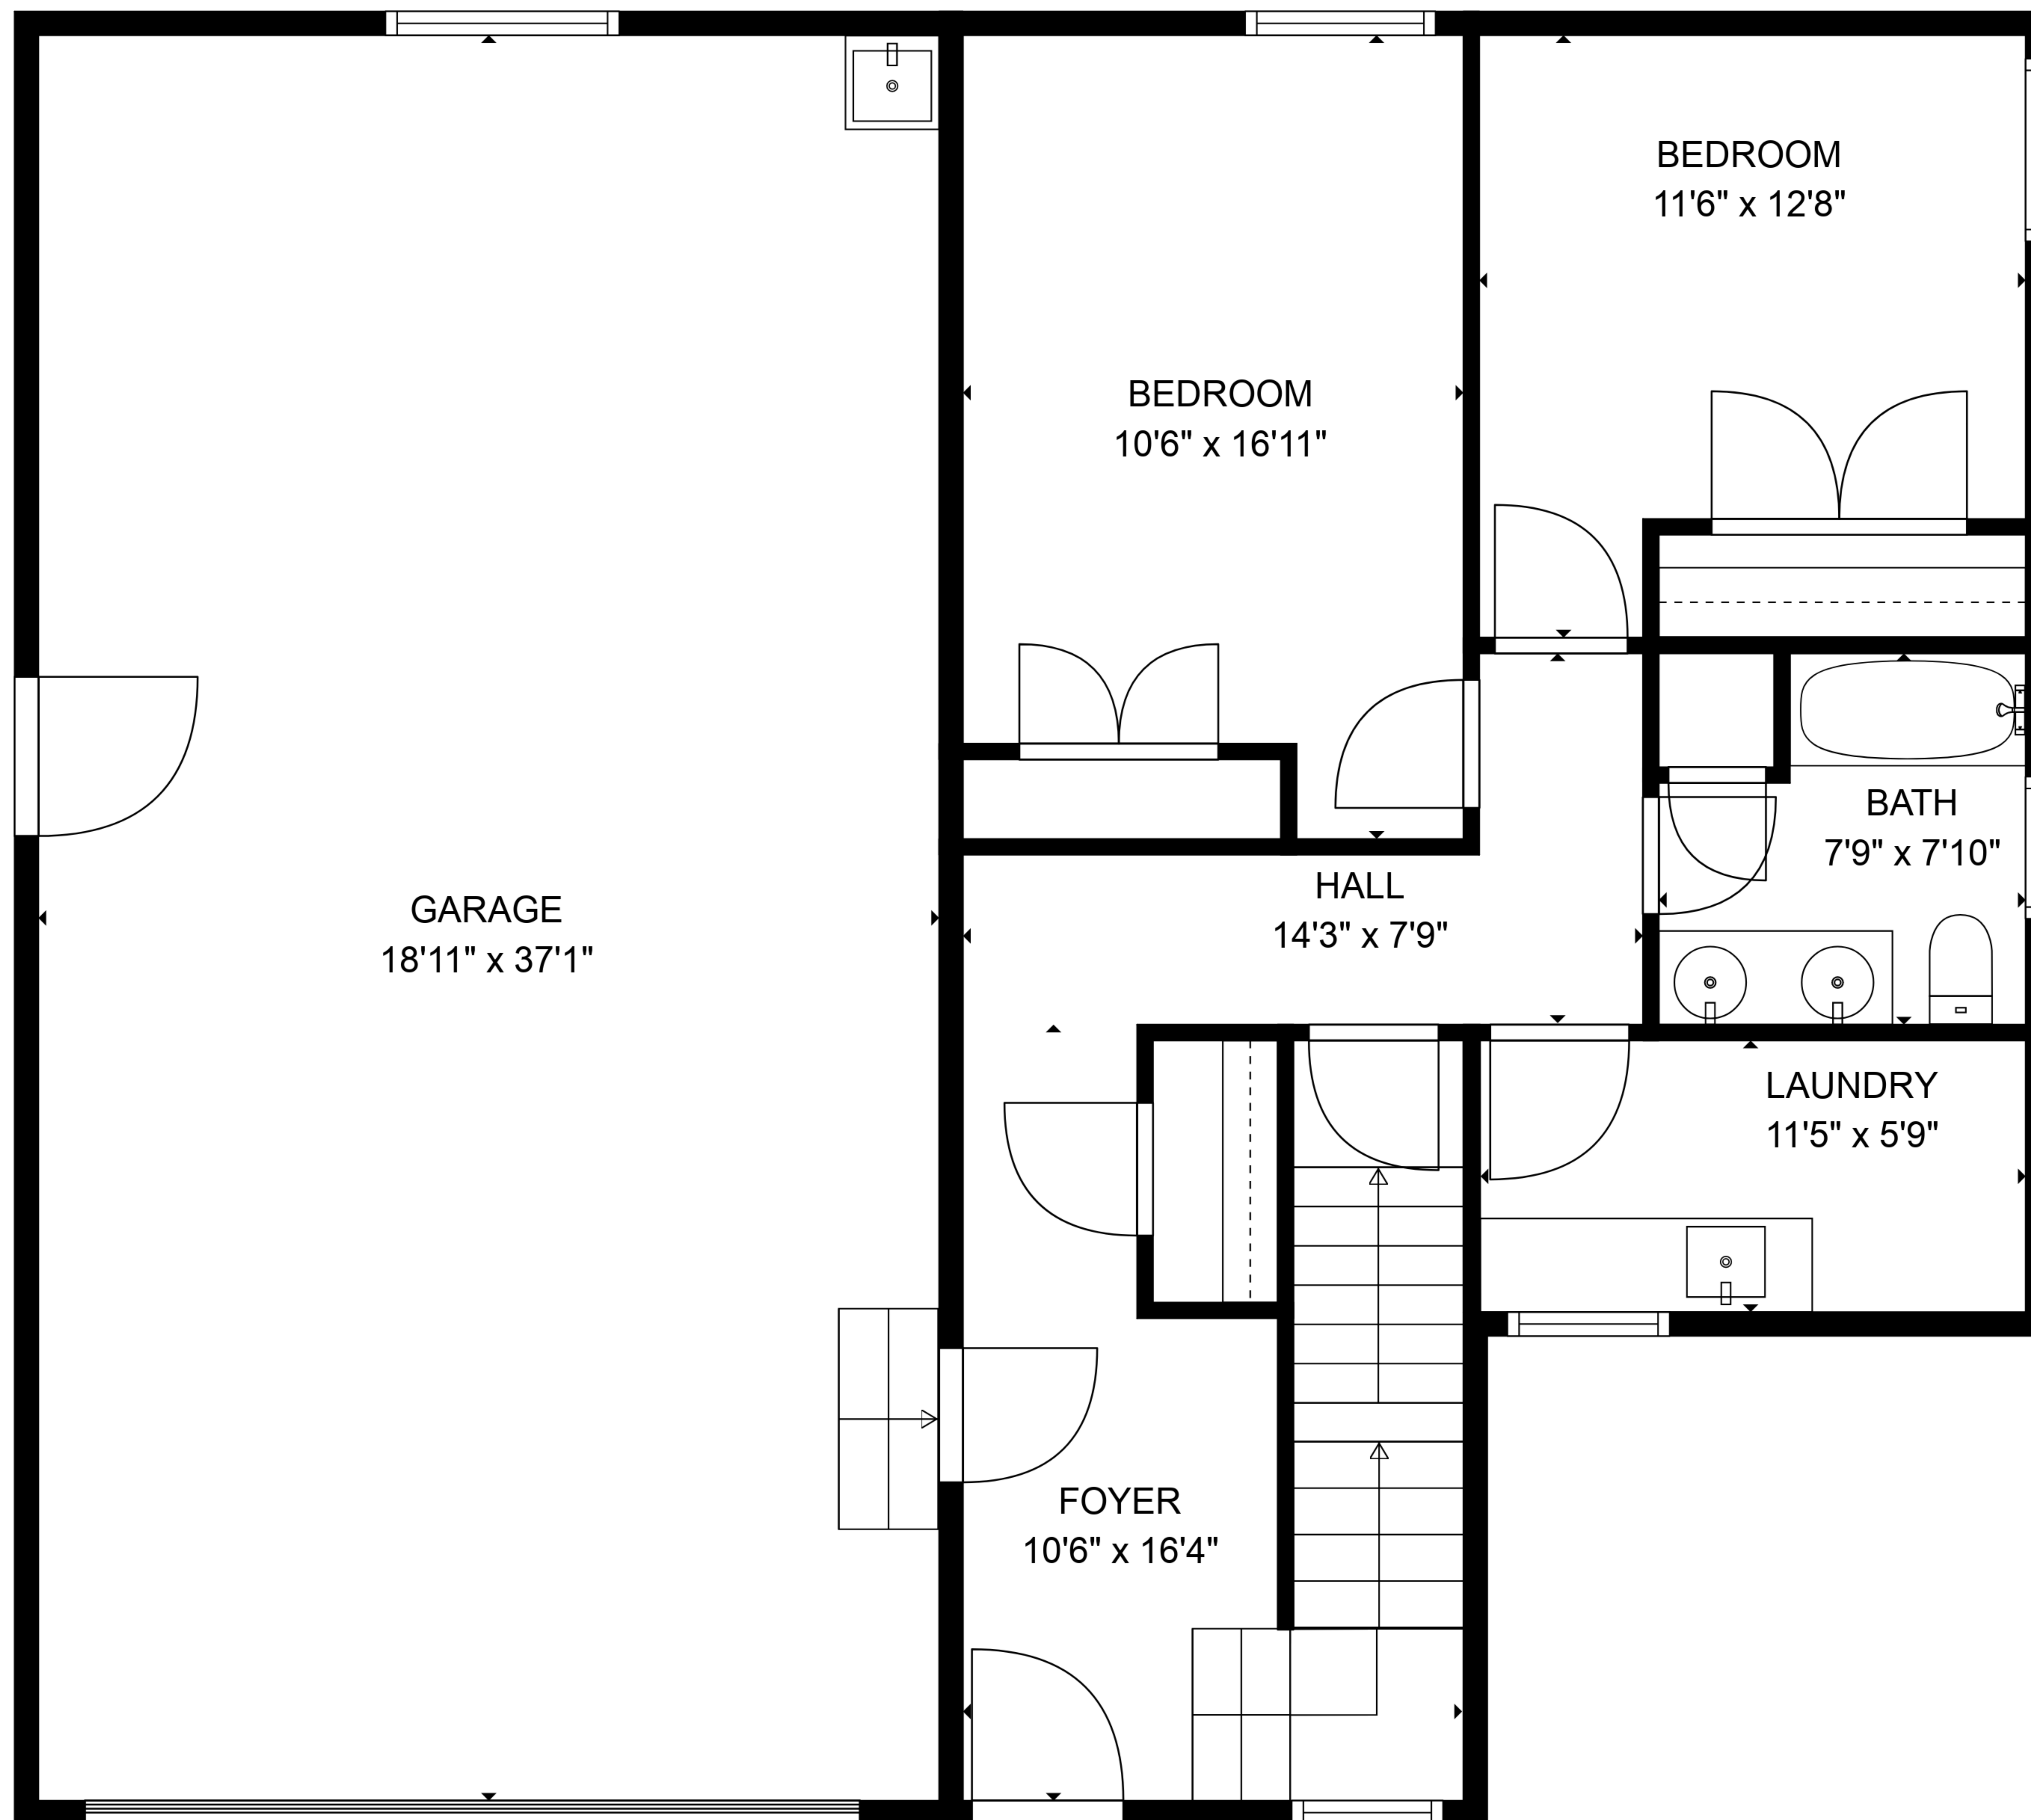 BEDROOM
11'6" x 12'8"
BEDROOM
10'6" x 16'11"
BATH
7'9" x 7'10"
HALL
14'3" x 7'9"
GARAGE
18'11" x 37'1"
LAUNDRY
11'5" x 5'9"
FOYER
10'6" x 16'4"